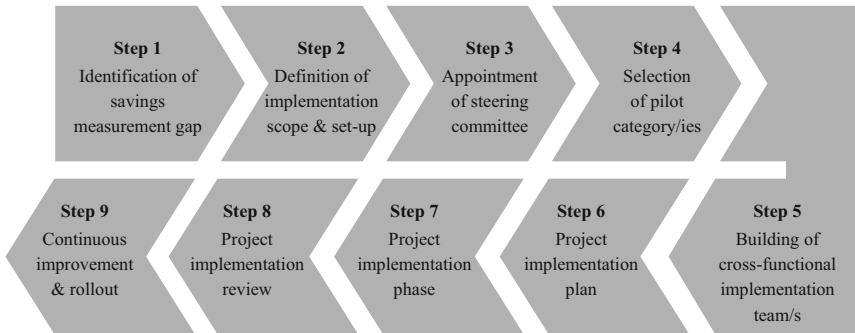 Step 1
Identification of
savings
measurement gap
Step 2
Definition of
implementation
scope & set-up
Step 3
Appointment
of steering
committee
Step 4
Selection
of pilot
category/ies
Step 5
Building of
cross-functional
implementation
team/s
Step 6
Project
implementation
plan
Step 7
Project
implementation
phase
Step 8
Project
implementation
review
Step 9
Continuous
improvement
& rollout